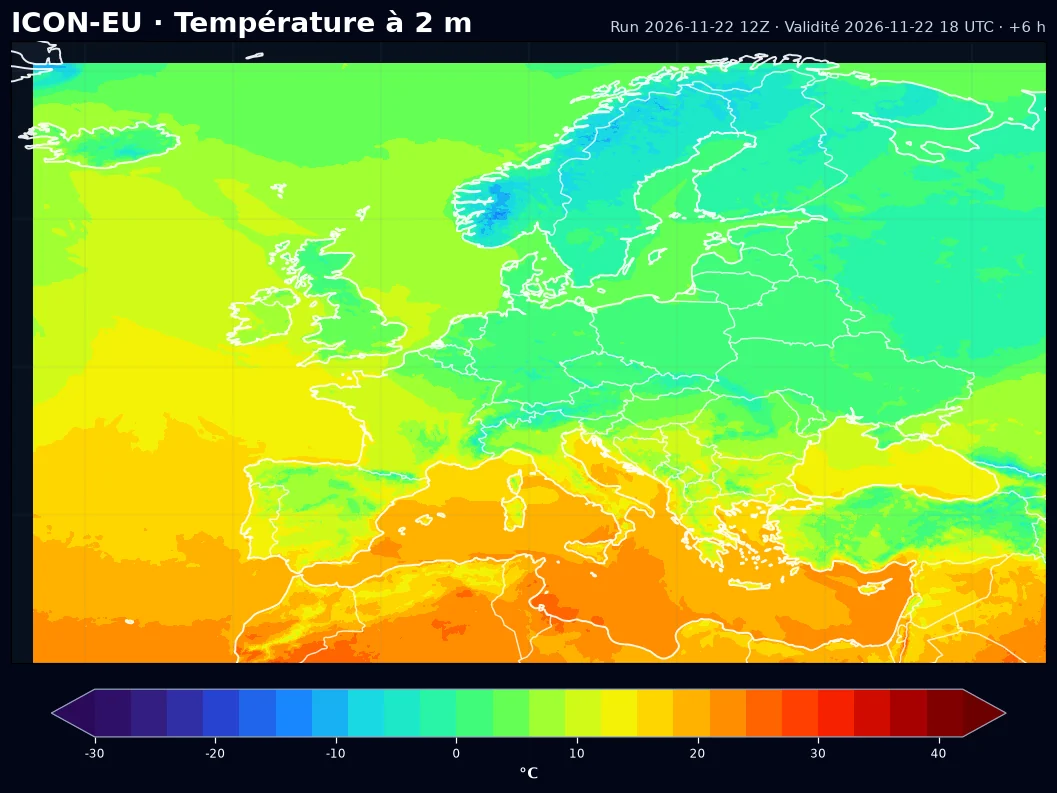 ICON-EU · Température à 2 m
Run 2026-11-22 12Z · Validité 2026-11-22 18 UTC · +6 h
-30 -20 -10 0 10 20 30 40
°C